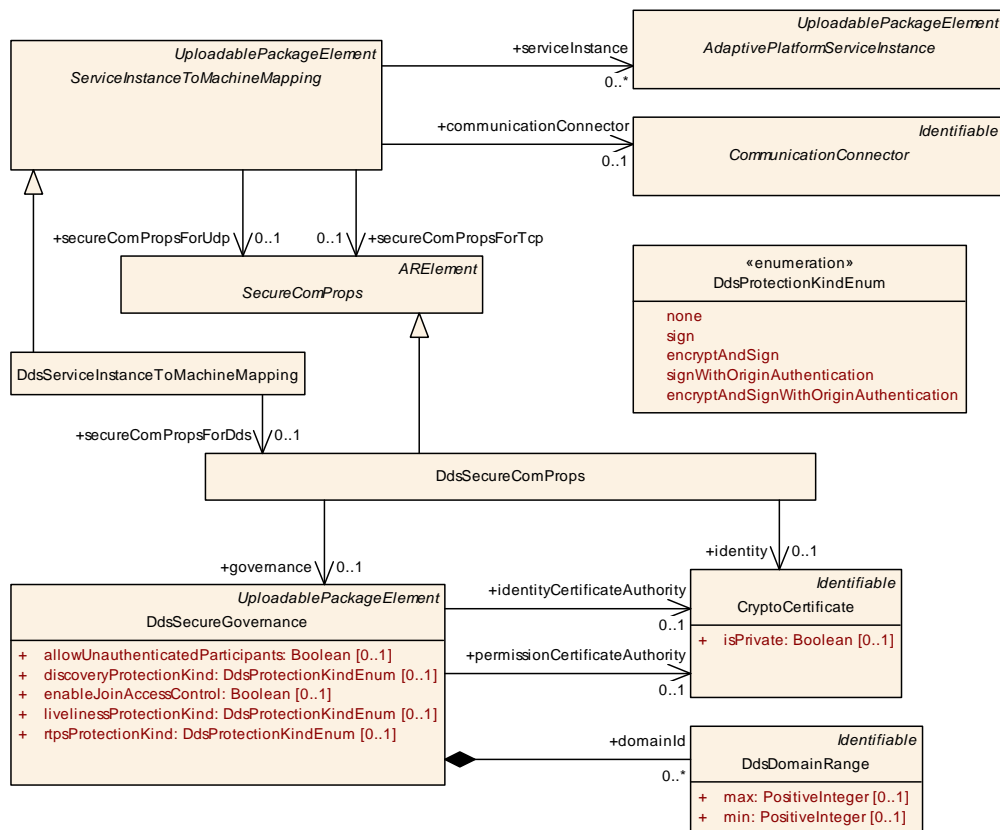 UploadablePackageElement
ServiceInstanceToMachineMapping
+serviceInstance
0..*
UploadablePackageElement
AdaptivePlatformServiceInstance
+communicationConnector
0..1
Identifiable
CommunicationConnector
+secureComPropsForUdp
0..1
0..1
+secureComPropsForTcp
ARElement
SecureComProps
«enumeration»
DdsProtectionKindEnum
none
sign
encryptAndSign
signWithOriginAuthentication
encryptAndSignWithOriginAuthentication
DdsServiceInstanceToMachineMapping
+secureComPropsForDds
0..1
DdsSecureComProps
+governance
0..1
+identity
0..1
UploadablePackageElement
DdsSecureGovernance
+ allowUnauthenticatedParticipants: Boolean [0..1]
+ discoveryProtectionKind: DdsProtectionKindEnum [0..1]
+ enableJoinAccessControl: Boolean [0..1]
+ livelinessProtectionKind: DdsProtectionKindEnum [0..1]
+ rtpsProtectionKind: DdsProtectionKindEnum [0..1]
+identityCertificateAuthority
0..1
+permissionCertificateAuthority
0..1
Identifiable
CryptoCertificate
+ isPrivate: Boolean [0..1]
+domainId
0..*
Identifiable
DdsDomainRange
+ max: PositiveInteger [0..1]
+ min: PositiveInteger [0..1]